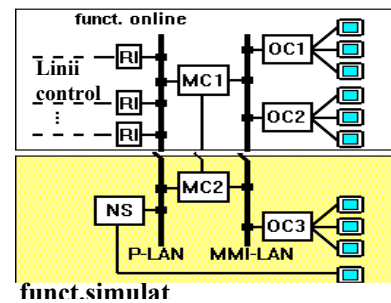 funct. online
RI
Linii
control
RI
⋮
RI
MC1
OC1
OC2
MC2
NS
OC3
P-LAN
MMI-LAN
funct.simulat